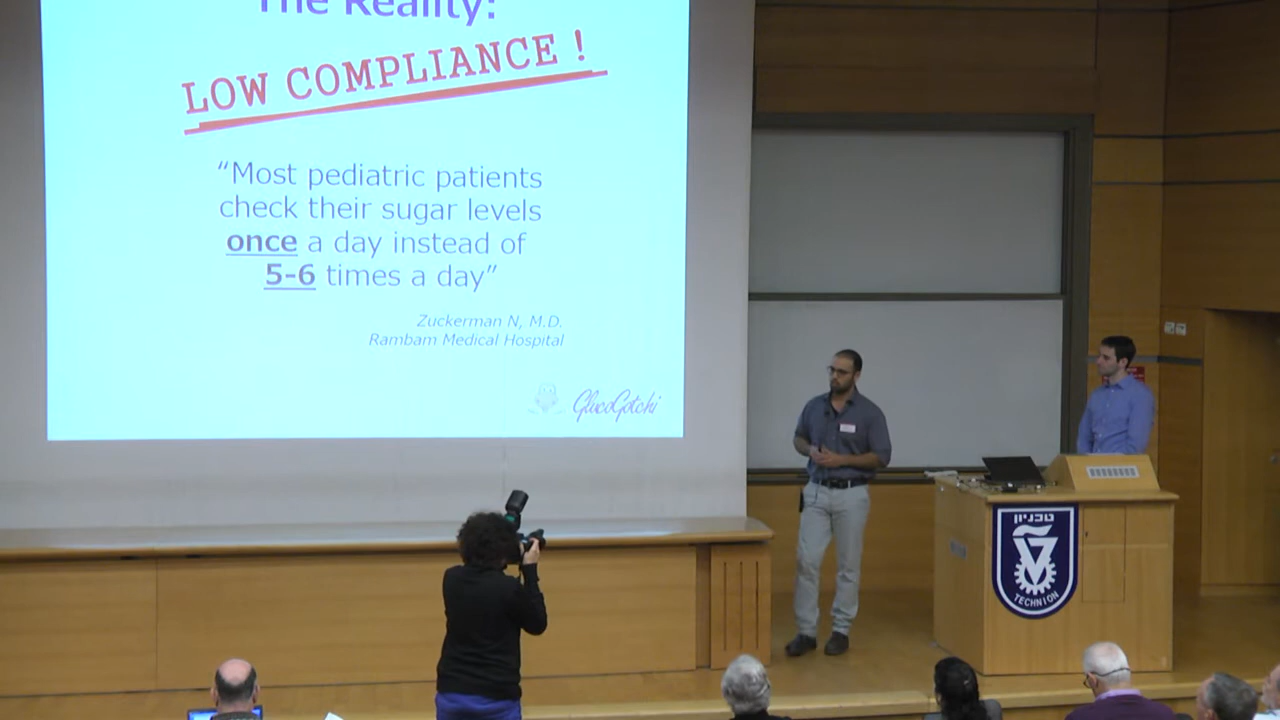 The Reality:
LOW COMPLIANCE !
“Most pediatric patients
check their sugar levels
once a day instead of
5-6 times a day”
Zuckerman N, M.D.
Rambam Medical Hospital
GlucoGotchi
טכניון
TECHNION